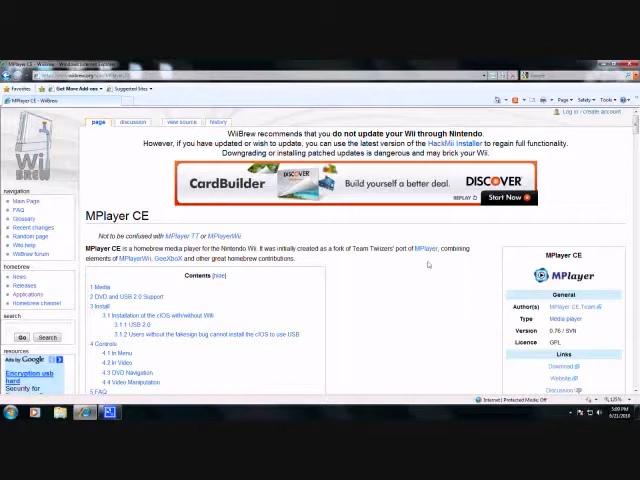 MPlayer CE - WiiBrew - Windows Internet Explorer
Favorites
Get More Add-ons
Suggested Sites
MPlayer CE - WiiBrew
Page
Safety
Tools
Log in / create account
page
discussion
view source
history
WiiBrew recommends that you do not update your Wii through Nintendo.
However, if you have updated or wish to update, you can use the latest version of the HackMii Installer to regain full functionality.
Downgrading or installing patched updates is dangerous and may brick your Wii.
CardBuilder
Build yourself a better deal.
DISCOVER
REPLAY
Start Now
Wii
BREW
navigation
Main Page
FAQ
Glossary
Recent changes
Random page
Wiki help
WiiBrew forum
homebrew
News
Releases
Applications
Homebrew channel
search
Go
Search
resources
Ads by Google
Encryption usb
hard
Security for
MPlayer CE
Not to be confused with MPlayer TT or MPlayerWii.
MPlayer CE is a homebrew media player for the Nintendo Wii. It was initially created as a fork of Team Twiizers' port of MPlayer, combining
elements of MPlayerWii, GeeXboX and other great homebrew contributions.
Contents [hide]
1 Media
2 DVD and USB 2.0 Support
3 Install
3.1 Installation of the cIOS with/without Wifi
3.1.1 USB 2.0
3.1.2 Users without the fakesign bug cannot install the cIOS to use USB
4 Controls
4.1 In Menu
4.2 In Video
4.3 DVD Navigation
4.4 Video Manipulation
5 FAQ
MPlayer CE
MPlayer
General
Author(s) MPlayer CE Team
Type Media player
Version 0.76 / SVN
Licence GPL
Links
Download
Website
Discussion
Internet | Protected Mode: Off
125%
5:09 PM
6/21/2010